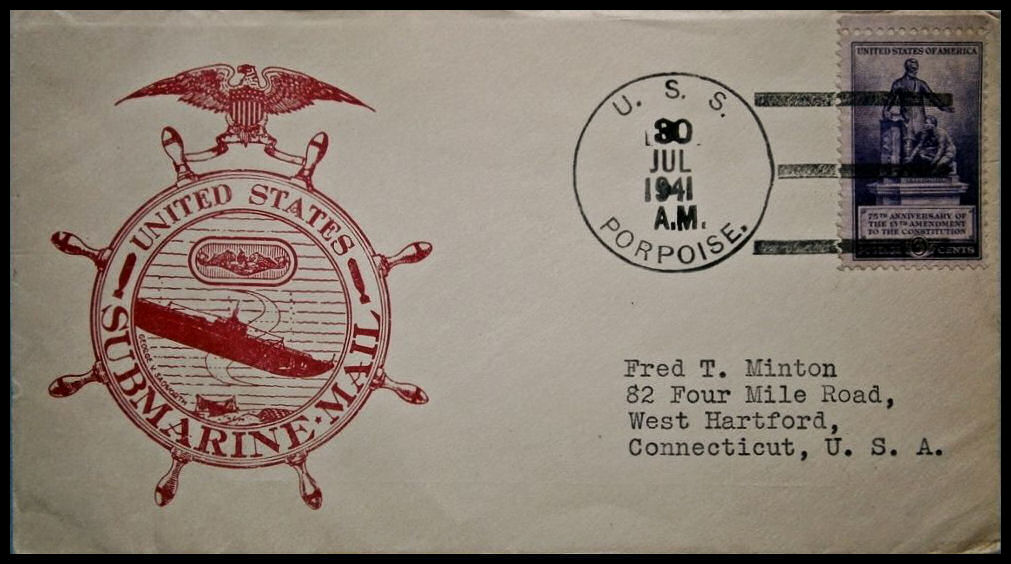 UNITED STATES
SUBMARINE ★ MAIL
U. S. S.
30
JUL
1941
A.M.
PORPOISE.
UNITED STATES OF AMERICA
75TH ANNIVERSARY OF
THE 13TH AMENDMENT
TO THE CONSTITUTION
CENTS
Fred T. Minton
82 Four Mile Road,
West Hartford,
Connecticut, U. S. A.